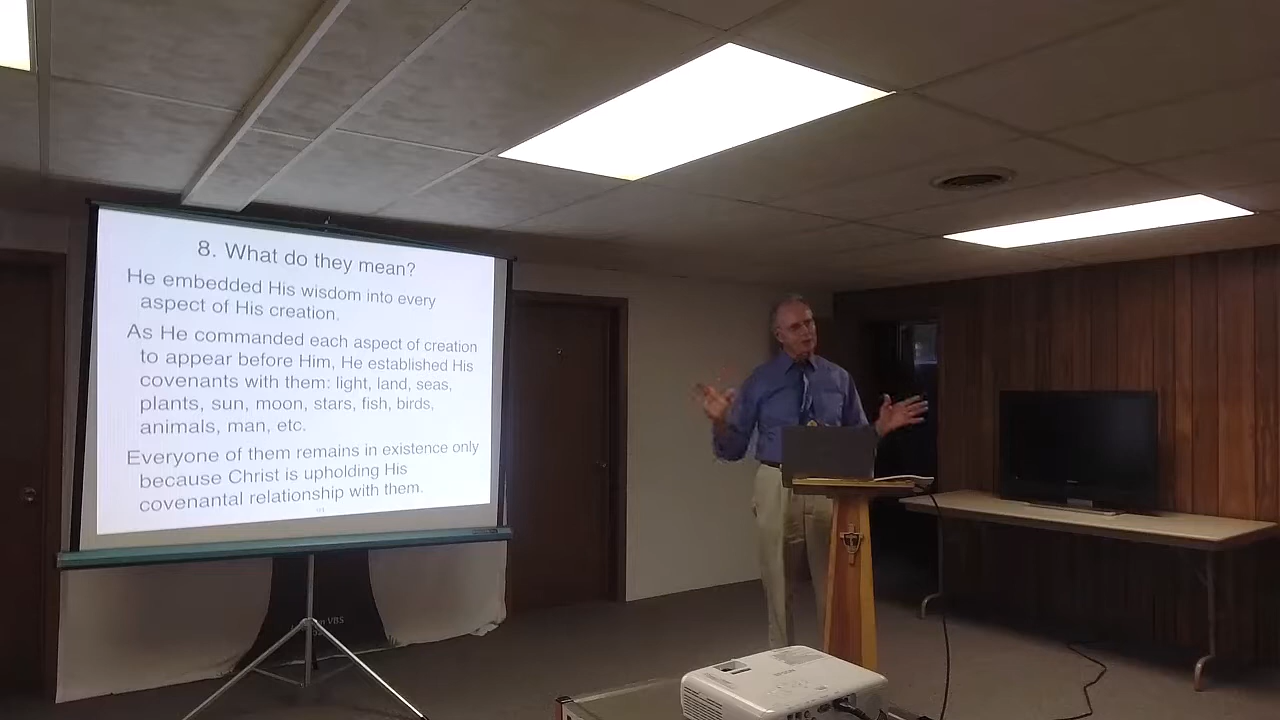 8. What do they mean?
He embedded His wisdom into every
aspect of His creation.
As He commanded each aspect of creation
to appear before Him, He established His
covenants with them: light, land, seas,
plants, sun, moon, stars, fish, birds,
animals, man, etc.
Everyone of them remains in existence only
because Christ is upholding His
covenantal relationship with them.
VBS
EPSON